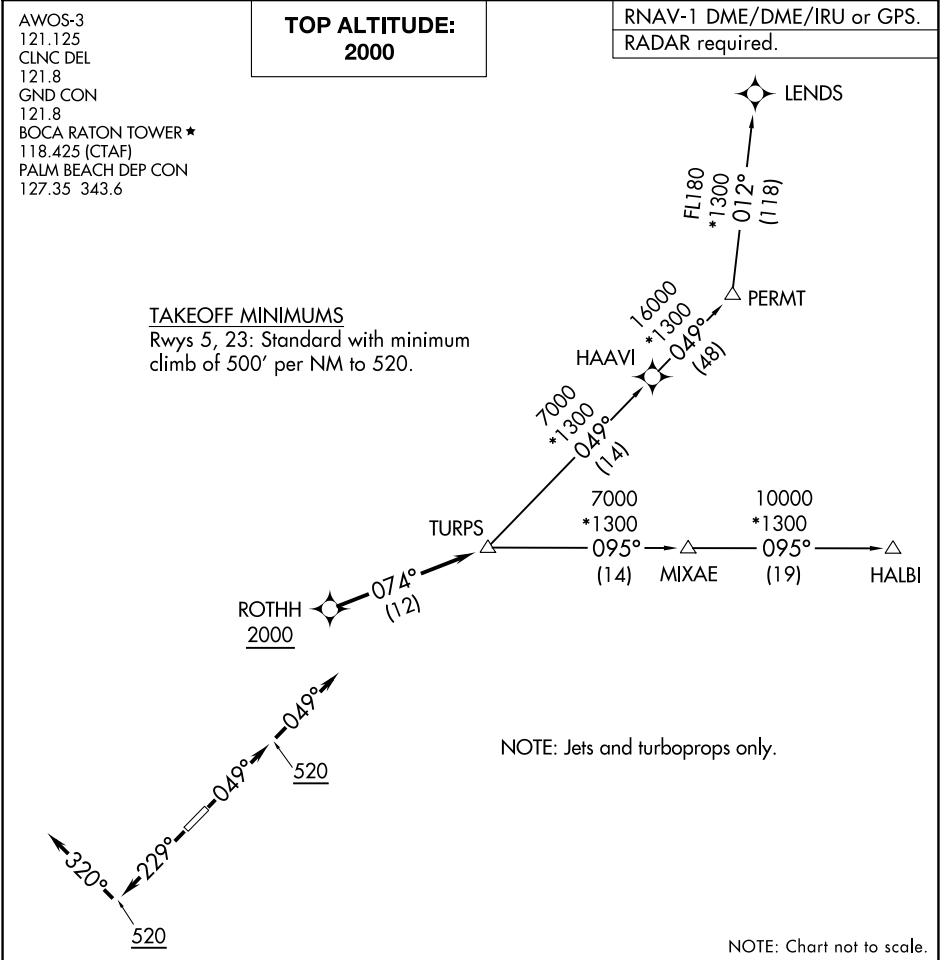 AWOS-3
121.125
CLNC DEL
121.8
GND CON
121.8
BOCA RATON TOWER ★
118.425 (CTAF)
PALM BEACH DEP CON
127.35 343.6
TOP ALTITUDE:
2000
RNAV-1 DME/DME/IRU or GPS.
RADAR required.
LENDS
FL180
*1300
012°
(118)
PERMT
TAKEOFF MINIMUMS
Rwys 5, 23: Standard with minimum
climb of 500' per NM to 520.
16000
*1300
049°
(48)
HAAVI
7000
*1300
049°
(14)
TURPS
7000
*1300
095°
(14)
MIXAE
10000
*1300
095°
(19)
HALBI
ROTHH
2000
074°
(12)
049°
520
049°
229°
320°
520
NOTE: Jets and turboprops only.
NOTE: Chart not to scale.